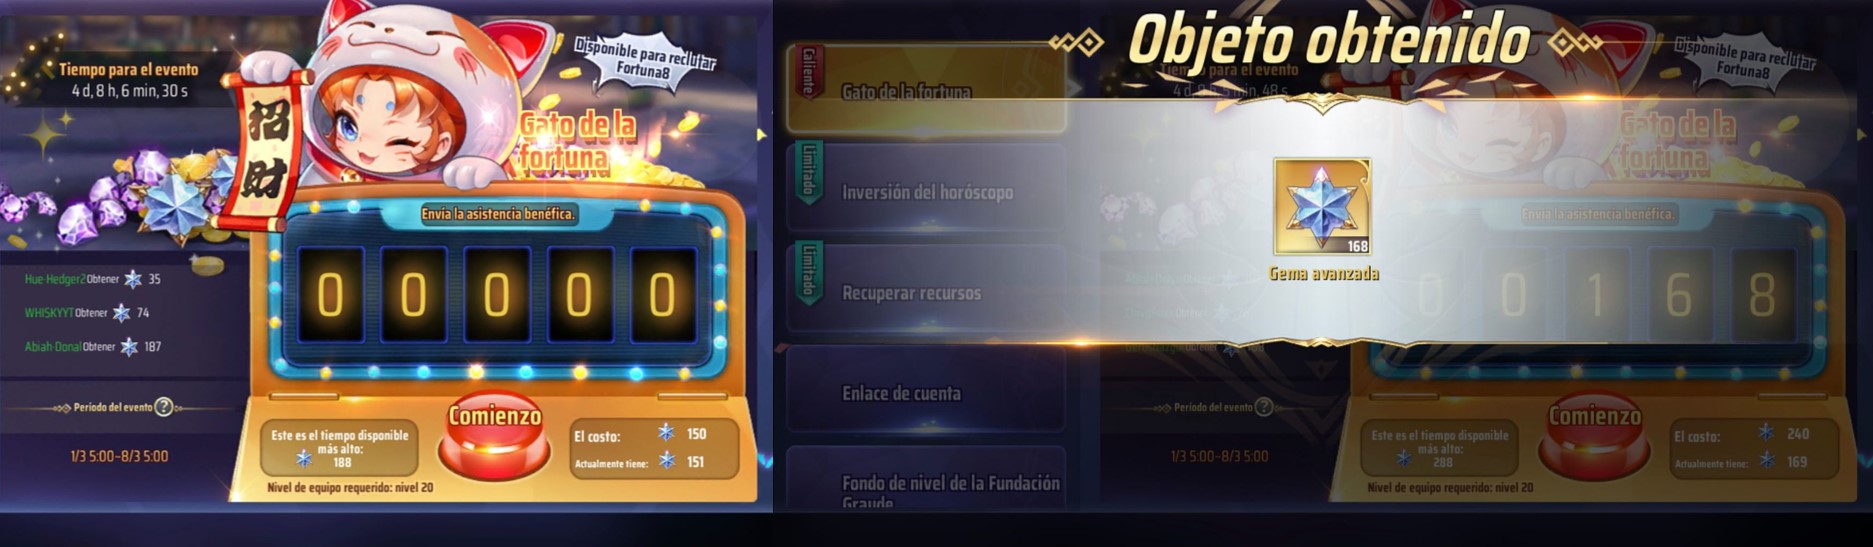 Tiempo para el evento
4 d, 8 h, 6 min, 30 s
招財
Disponible para reclutar
Fortuna8
Gato de la
fortuna
Envía la asistencia benéfica.
Hue-Hedger2 Obtener 35
WHISKYYT Obtener 74
Abiah-Donal Obtener 187
0 0 0 0 0
Período del evento ?
1/3 5:00-8/3 5:00
Este es el tiempo disponible
más alto:
188
Comienzo
El costo: 150
Actualmente tiene: 151
Nivel de equipo requerido: nivel 20
Objeto obtenido
Caliente
Gato de la fortuna
Limitado
Inversión del horóscopo
Limitado
Recuperar recursos
Enlace de cuenta
Fondo de nivel de la Fundación
Graude
Tiempo para el evento
Disponible para reclutar
Fortuna8
Gato de la
fortuna
168
Gema avanzada
Envía la asistencia benéfica.
0 0 1 6 8
Período del evento ?
1/3 5:00-8/3 5:00
Este es el tiempo disponible
más alto:
288
Comienzo
El costo: 240
Actualmente tiene: 169
Nivel de equipo requerido: nivel 20